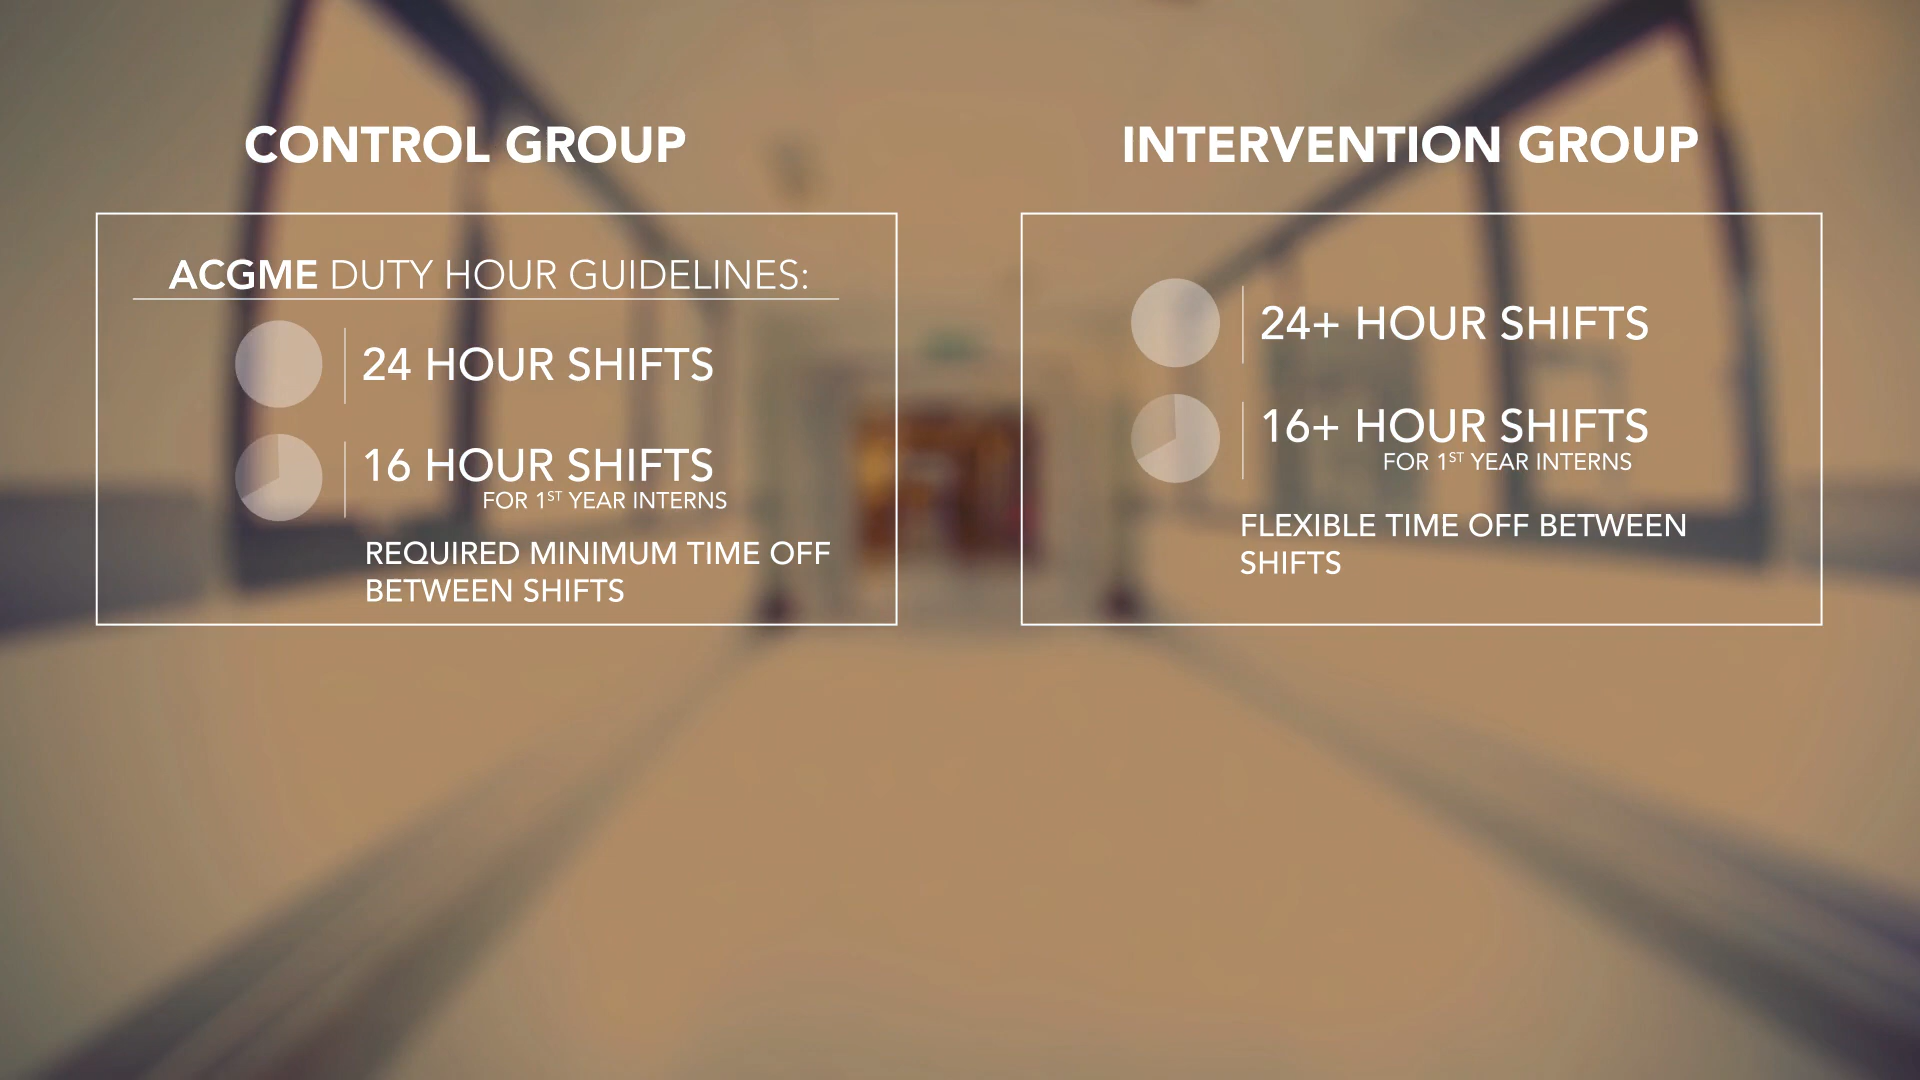 CONTROL GROUP
ACGME DUTY HOUR GUIDELINES:
24 HOUR SHIFTS
16 HOUR SHIFTS
FOR 1ST YEAR INTERNS
REQUIRED MINIMUM TIME OFF
BETWEEN SHIFTS
INTERVENTION GROUP
24+ HOUR SHIFTS
16+ HOUR SHIFTS
FOR 1ST YEAR INTERNS
FLEXIBLE TIME OFF BETWEEN
SHIFTS